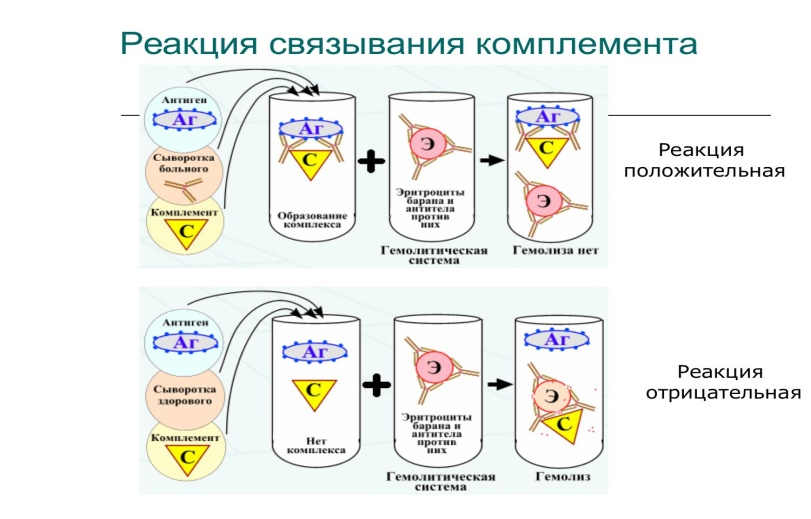 Реакция связывания комплемента
Антиген
Аг
Сыворотка
больного
Комплемент
С
Аг
С
Образование
комплекса
Э
Эритроциты
барана и
антитела
против
них
Гемолитическая
система
Аг
С
Э
Гемолиза нет
Реакция
положительная
Антиген
Аг
Сыворотка
здорового
Комплемент
С
Аг
С
Нет
комплекса
Э
Эритроциты
барана и
антитела
против
них
Гемолитическая
система
Аг
Э
С
Гемолиз
Реакция
отрицательная